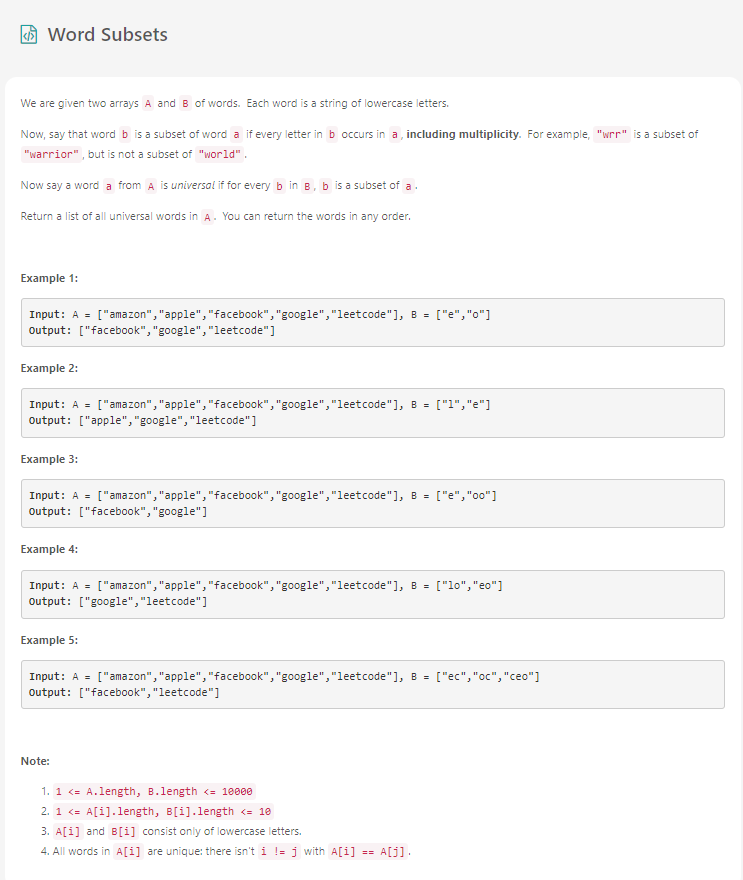 Word Subsets
We are given two arrays A and B of words. Each word is a string of lowercase letters.
Now, say that word b is a subset of word a if every letter in b occurs in a, including multiplicity. For example, "wrr" is a subset of
"warrior", but is not a subset of "world".
Now say a word a from A is universal if for every b in B, b is a subset of a.
Return a list of all universal words in A. You can return the words in any order.
Example 1:
Input: A = ["amazon","apple","facebook","google","leetcode"], B = ["e","o"]
Output: ["facebook","google","leetcode"]
Example 2:
Input: A = ["amazon","apple","facebook","google","leetcode"], B = ["l","e"]
Output: ["apple","google","leetcode"]
Example 3:
Input: A = ["amazon","apple","facebook","google","leetcode"], B = ["e","oo"]
Output: ["facebook","google"]
Example 4:
Input: A = ["amazon","apple","facebook","google","leetcode"], B = ["lo","eo"]
Output: ["google","leetcode"]
Example 5:
Input: A = ["amazon","apple","facebook","google","leetcode"], B = ["ec","oc","ceo"]
Output: ["facebook","leetcode"]
Note:
1. 1 <= A.length, B.length <= 10000
2. 1 <= A[i].length, B[i].length <= 10
3. A[i] and B[i] consist only of lowercase letters.
4. All words in A[i] are unique: there isn't i != j with A[i] == A[j].